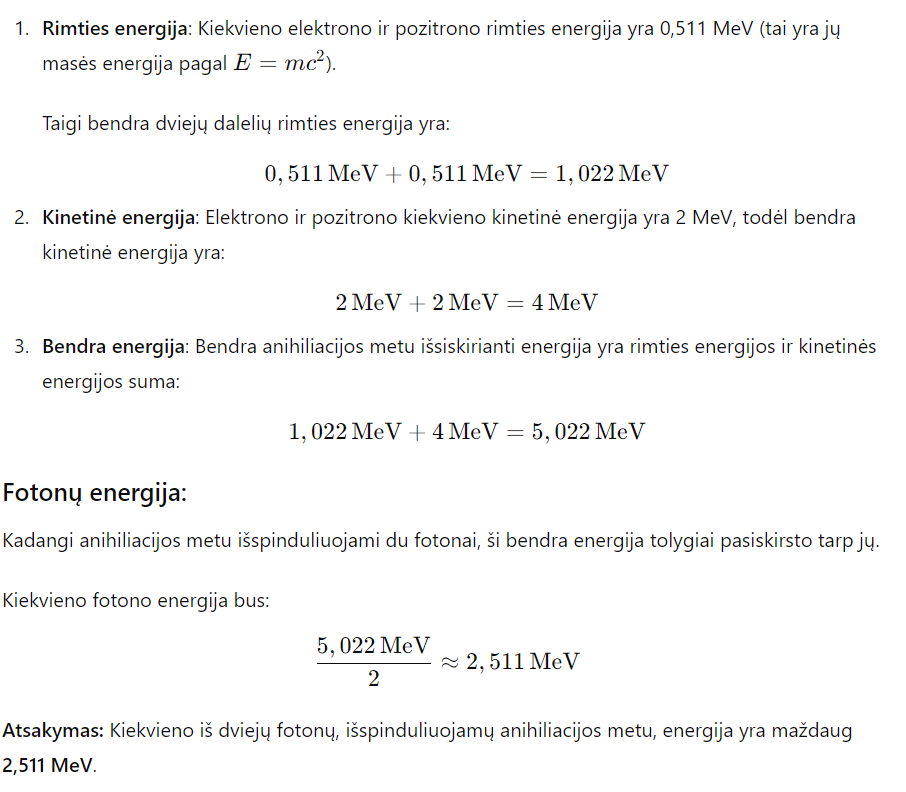 1. Rimties energija: Kiekvieno elektrono ir pozitrono rimties energija yra 0,511 MeV (tai yra jų
masės energija pagal E = mc²).
Taigi bendra dviejų dalelių rimties energija yra:
0, 511 MeV + 0, 511 MeV = 1, 022 MeV
2. Kinetinė energija: Elektrono ir pozitrono kiekvieno kinetinė energija yra 2 MeV, todėl bendra
kinetinė energija yra:
2 MeV + 2 MeV = 4 MeV
3. Bendra energija: Bendra anihiliacijos metu išsiskirianti energija yra rimties energijos ir kinetinės
energijos suma:
1, 022 MeV + 4 MeV = 5, 022 MeV
Fotonų energija:
Kadangi anihiliacijos metu išspinduliuojami du fotonai, ši bendra energija tolygiai pasiskirsto tarp jų.
Kiekvieno fotono energija bus:
5, 022 MeV
2
≈ 2, 511 MeV
Atsakymas: Kiekvieno iš dviejų fotonų, išspinduliuojamų anihiliacijos metu, energija yra maždaug
2,511 MeV.